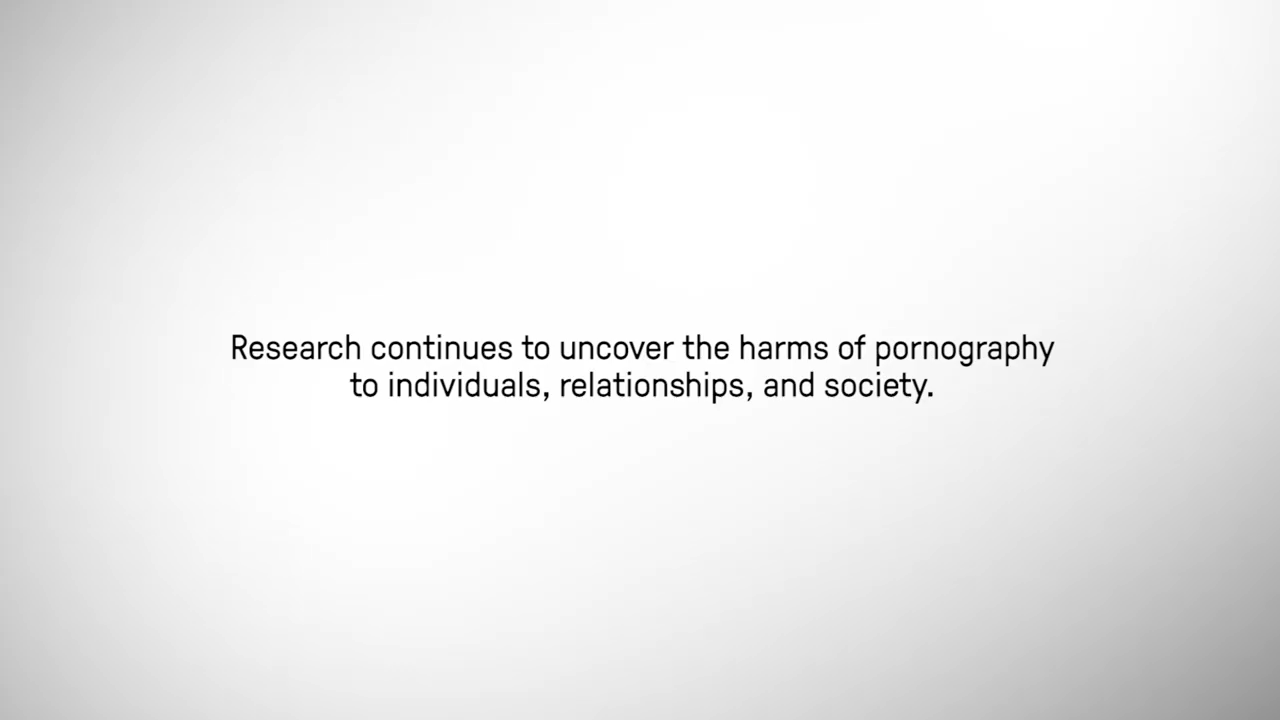 Research continues to uncover the harms of pornography
to individuals, relationships, and society.